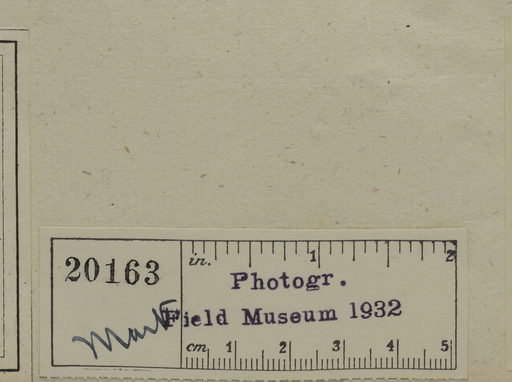 20163
in. 1 2
Photogr.
Field Museum 1932
cm 1 2 3 4 5